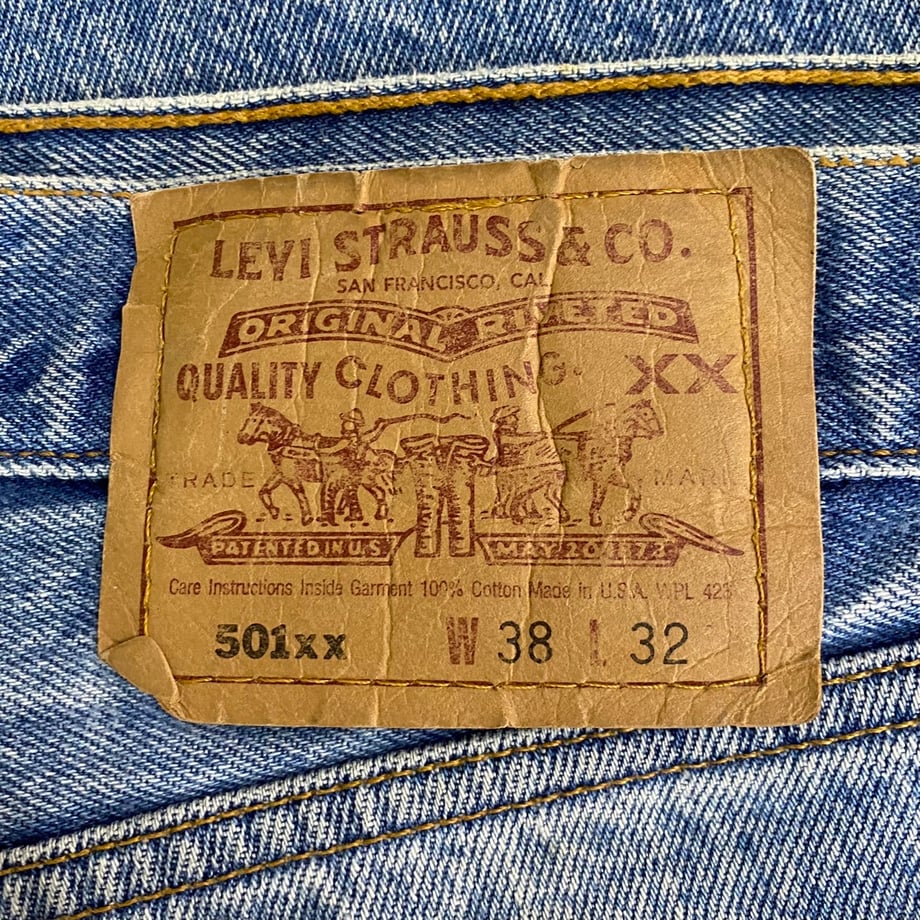 LEVI STRAUSS & CO.
SAN FRANCISCO, CAL
ORIGINAL RIVETED
QUALITY CLOTHING. XX
TRADE MARK
PATENTED IN U.S MAY 20 1873
Care Instructions Inside Garment 100% Cotton Made in U.S.A. WPL 423
501xx W 38 L 32